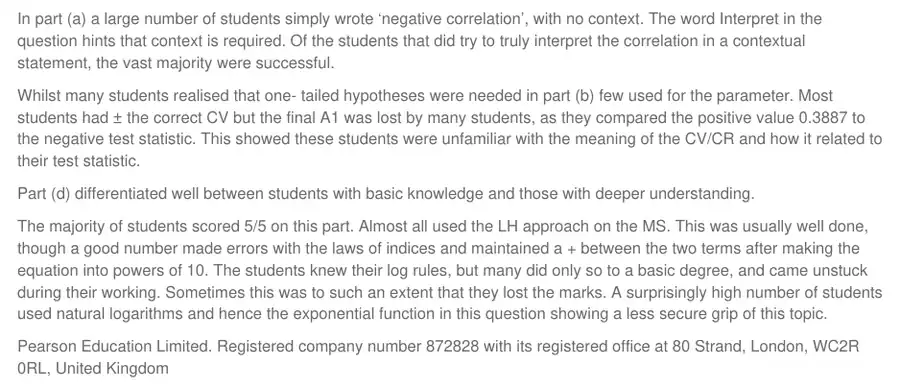 In part (a) a large number of students simply wrote ‘negative correlation’, with no context. The word Interpret in the
question hints that context is required. Of the students that did try to truly interpret the correlation in a contextual
statement, the vast majority were successful.
Whilst many students realised that one- tailed hypotheses were needed in part (b) few used for the parameter. Most
students had ± the correct CV but the final A1 was lost by many students, as they compared the positive value 0.3887 to
the negative test statistic. This showed these students were unfamiliar with the meaning of the CV/CR and how it related to
their test statistic.
Part (d) differentiated well between students with basic knowledge and those with deeper understanding.
The majority of students scored 5/5 on this part. Almost all used the LH approach on the MS. This was usually well done,
though a good number made errors with the laws of indices and maintained a + between the two terms after making the
equation into powers of 10. The students knew their log rules, but many did only so to a basic degree, and came unstuck
during their working. Sometimes this was to such an extent that they lost the marks. A surprisingly high number of students
used natural logarithms and hence the exponential function in this question showing a less secure grip of this topic.
Pearson Education Limited. Registered company number 872828 with its registered office at 80 Strand, London, WC2R
0RL, United Kingdom